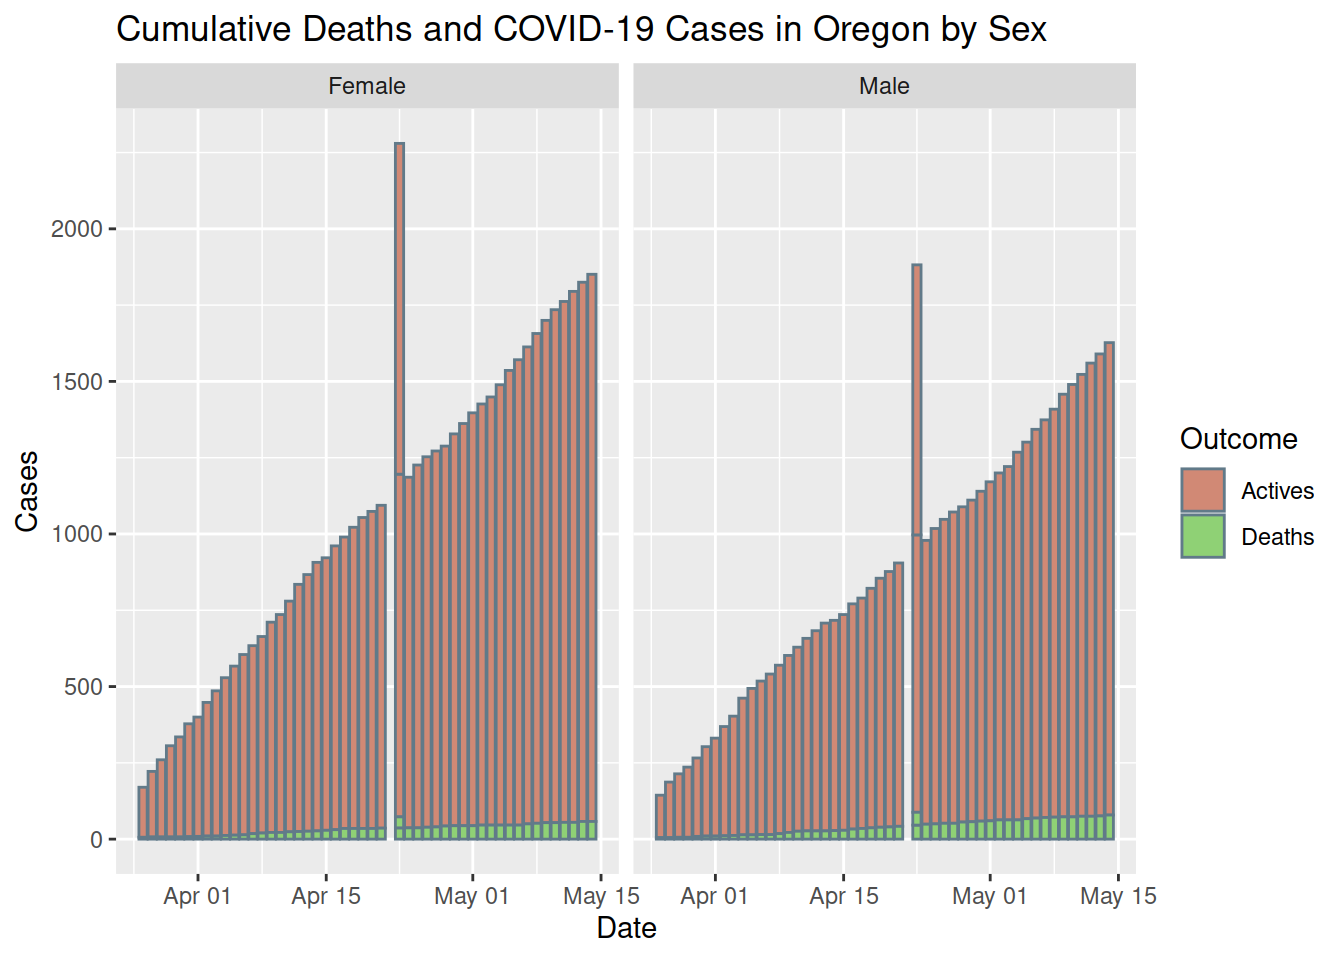 Cumulative Deaths and COVID-19 Cases in Oregon by Sex
Female
Male
Cases
2000
1500
1000
500
0
Apr 01
Apr 15
May 01
May 15
Apr 01
Apr 15
May 01
May 15
Date
Outcome
Actives
Deaths